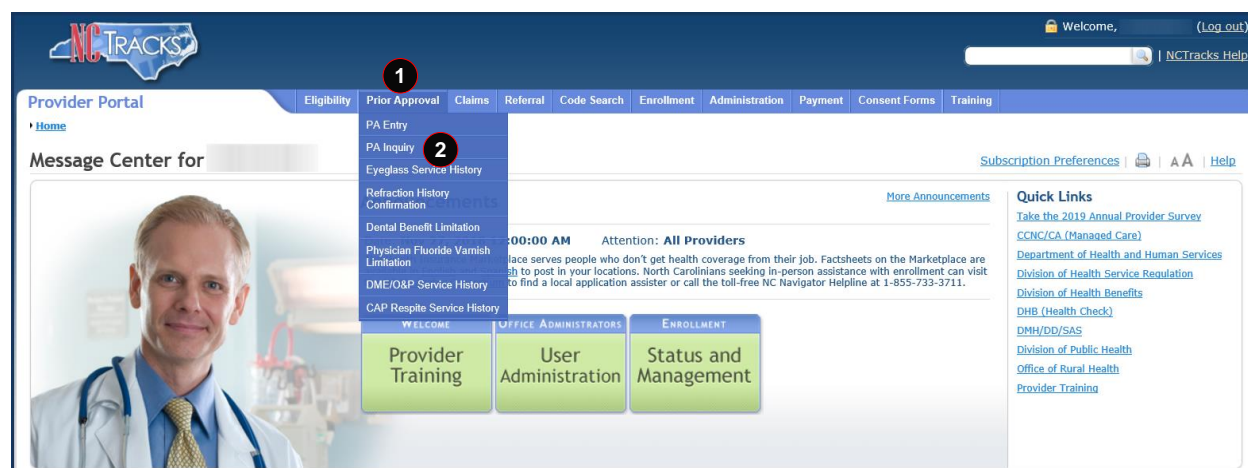 Welcome, (Log out)
NCTRACKS
| NCTracks Help
1
Provider Portal
Eligibility Prior Approval Claims Referral Code Search Enrollment Administration Payment Consent Forms Training
Home
PA Entry
PA Inquiry
2
Eyeglass Service History
Refraction History
Confirmation
Dental Benefit Limitation
Physician Fluoride Varnish
Limitation
DME/O&P Service History
CAP Respite Service History
Message Center for
Subscription Preferences | | A A | Help
More Announcements
:00:00 AM Attention: All Providers
place serves people who don't get health coverage from their job. Factsheets on the Marketplace are
to post in your locations. North Carolinians seeking in-person assistance with enrollment can visit
to find a local application assister or call the toll-free NC Navigator Helpline at 1-855-733-3711.
WELCOME
Provider
Training
OFFICE ADMINISTRATORS
User
Administration
ENROLLMENT
Status and
Management
Quick Links
Take the 2019 Annual Provider Survey
CCNC/CA (Managed Care)
Department of Health and Human Services
Division of Health Service Regulation
Division of Health Benefits
DHB (Health Check)
DMH/DD/SAS
Division of Public Health
Office of Rural Health
Provider Training